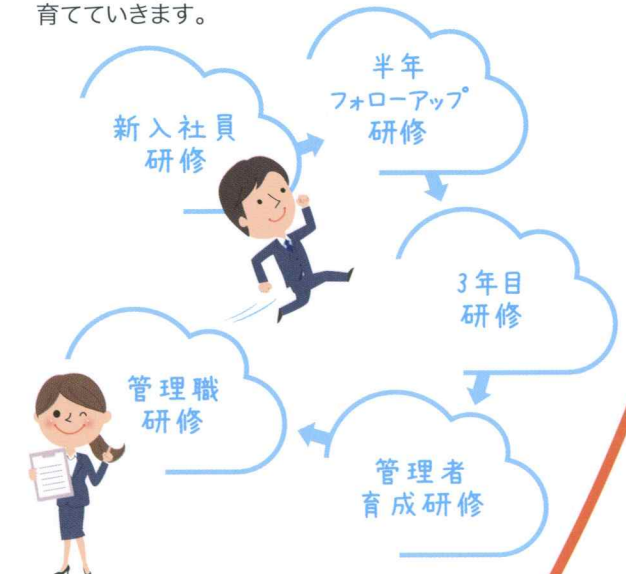 育てていきます。
新入社員
研修
半年
フォローアップ
研修
3年目
研修
管理者
育成研修
管理職
研修